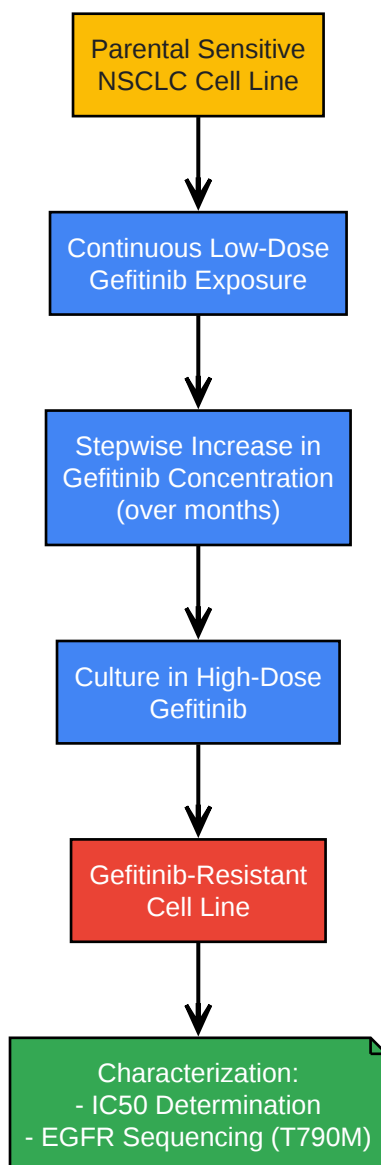 Parental Sensitive
NSCLC Cell Line
Continuous Low-Dose
Gefitinib Exposure
Stepwise Increase in
Gefitinib Concentration
(over months)
Culture in High-Dose
Gefitinib
Gefitinib-Resistant
Cell Line
Characterization:
- IC50 Determination
- EGFR Sequencing (T790M)